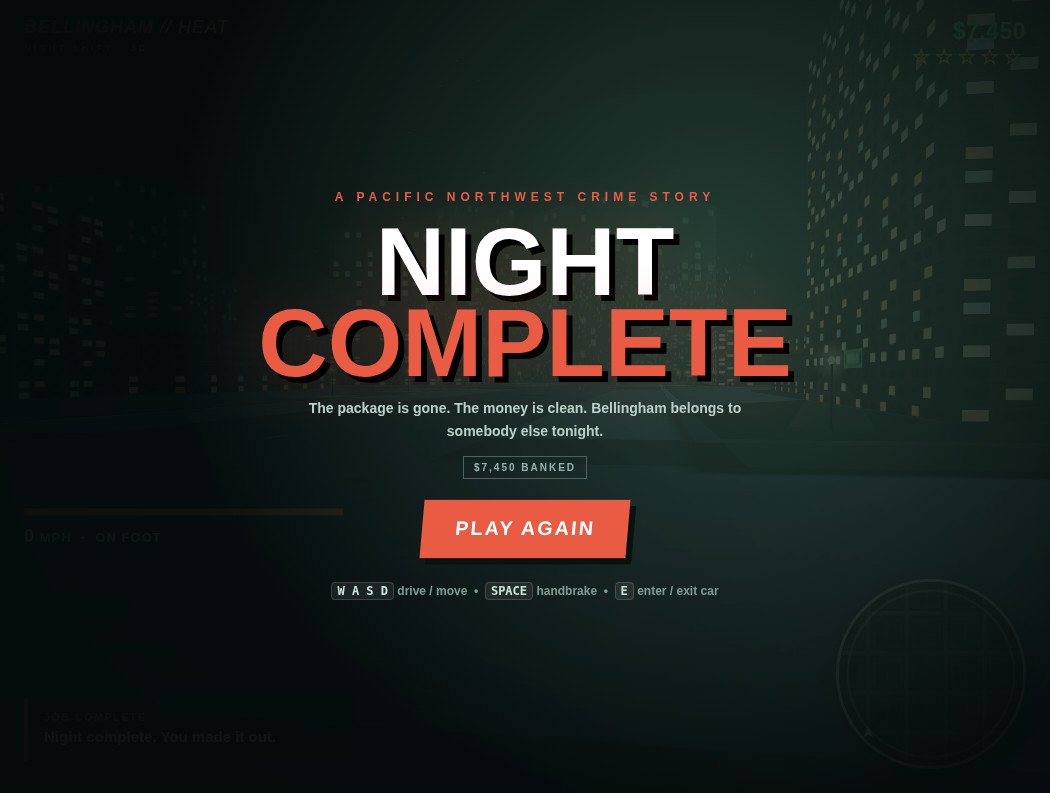 BELLINGHAM // HEAT
$7,450
☆☆☆☆☆
A PACIFIC NORTHWEST CRIME STORY
NIGHT
COMPLETE
The package is gone. The money is clean. Bellingham belongs to
somebody else tonight.
$7,450 BANKED
PLAY AGAIN
0 MPH ON FOOT
W A S D drive / move • SPACE handbrake • E enter / exit car
JOB COMPLETE
Night complete. You made it out.